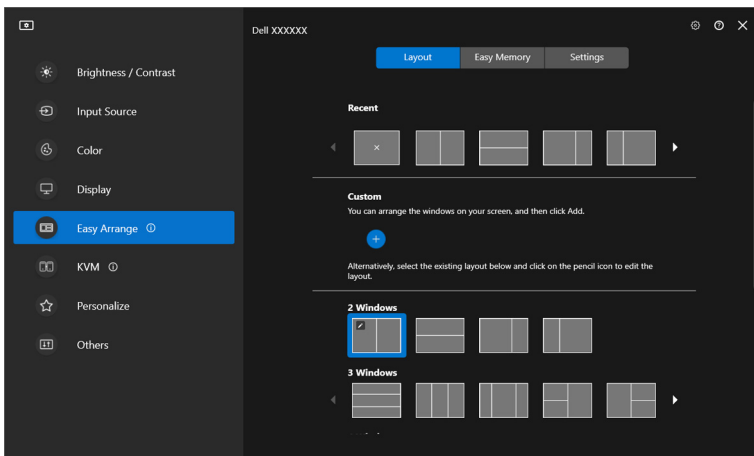 Dell XXXXXX
Brightness / Contrast
Input Source
Color
Display
Easy Arrange
KVM
Personalize
Others
Layout
Easy Memory
Settings
Recent
Custom
You can arrange the windows on your screen, and then click Add.
Alternatively, select the existing layout below and click on the pencil icon to edit the
layout.
2 Windows
3 Windows